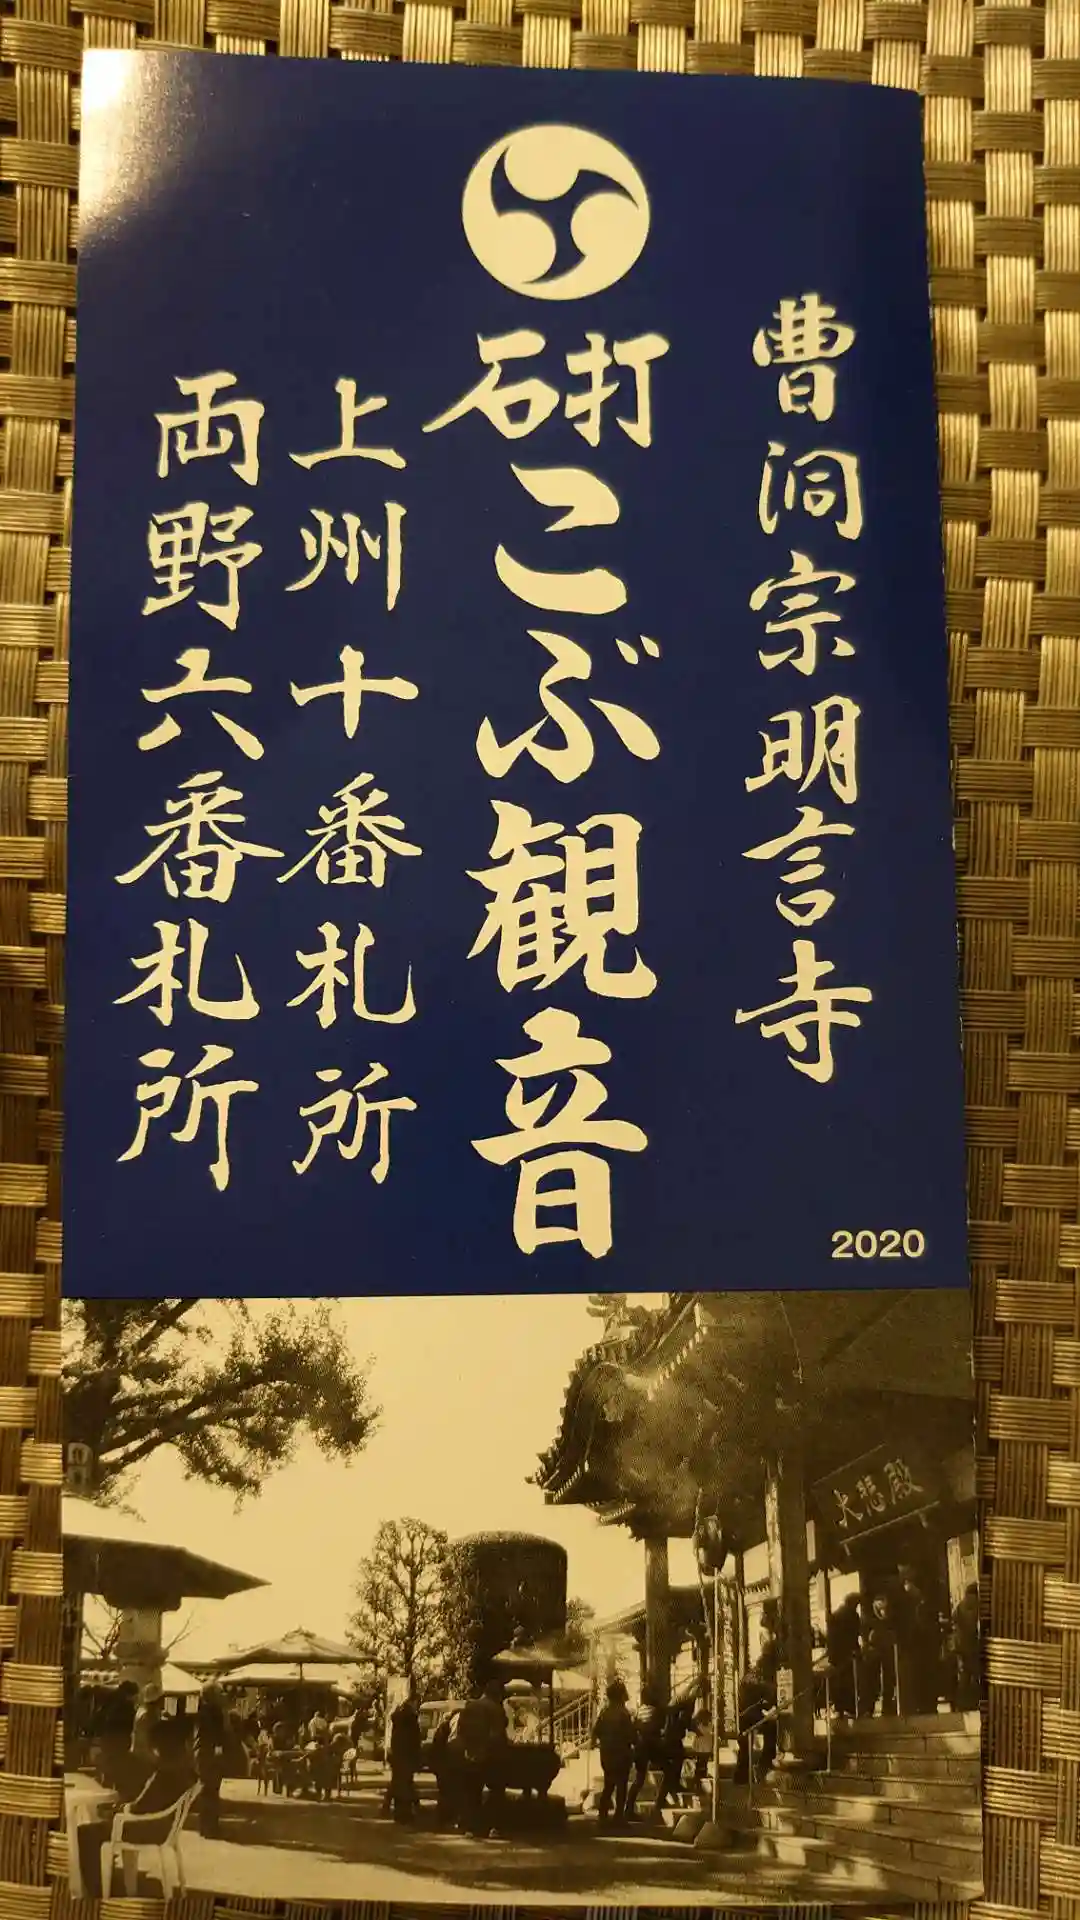 曹洞宗明言寺
砳打こぶ観音
上州十番札所
両野六番札所
2020
大悲殿